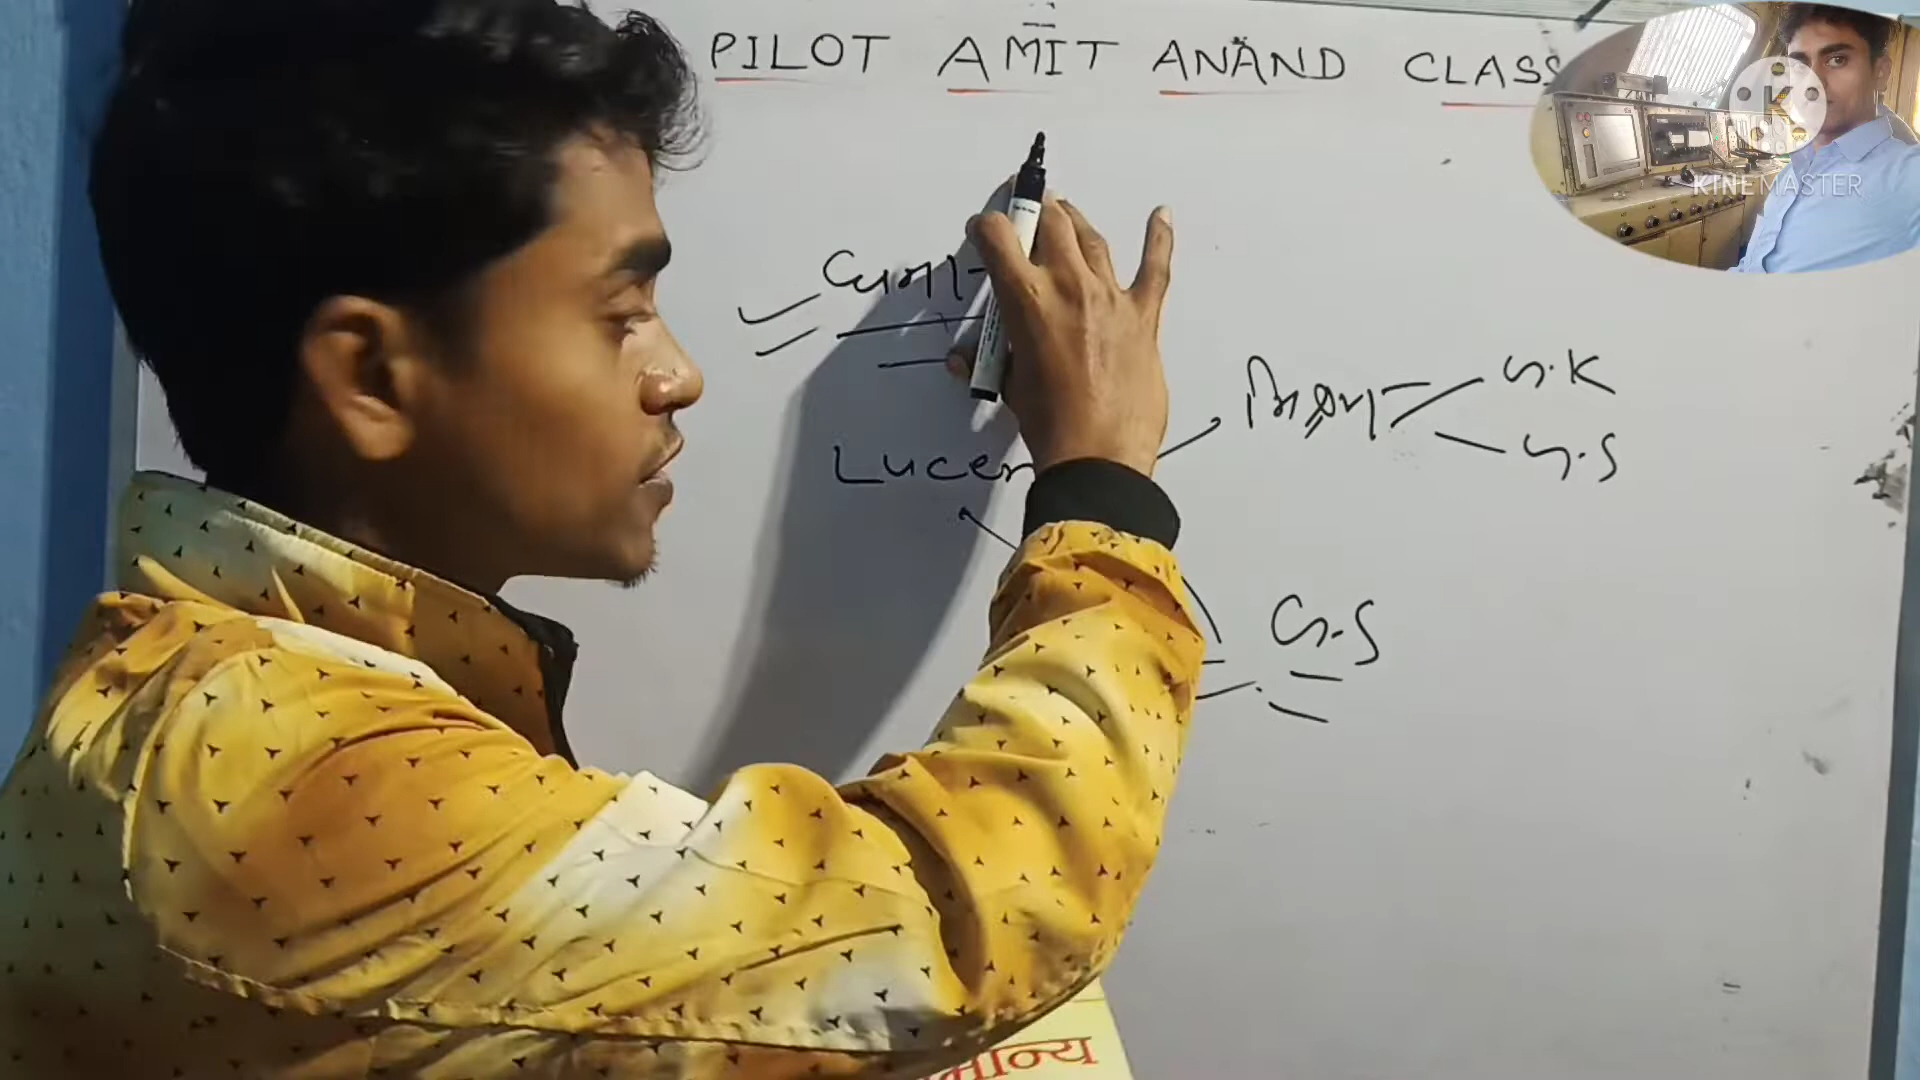 PILOT AMIT ANAND CLASS
KINEMASTER
G.K
Lucen
G.S
G.S
मान्य